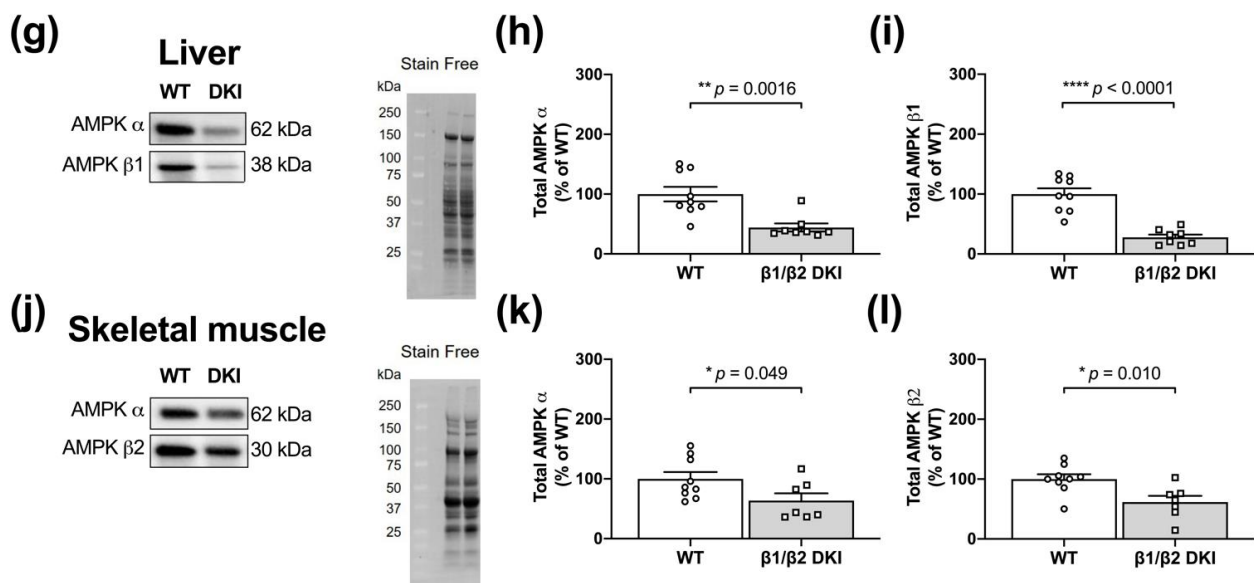 (g)
Liver
WT DKI
AMPK α 62 kDa
AMPK β1 38 kDa
Stain Free
kDa
250
150
100
75
50
37
25
(h)
Total AMPK α
(% of WT)
300
200
100
0
** p = 0.0016
WT β1/β2 DKI
(i)
Total AMPK β1
(% of WT)
300
200
100
0
**** p < 0.0001
WT β1/β2 DKI
(j)
Skeletal muscle
WT DKI
AMPK α 62 kDa
AMPK β2 30 kDa
Stain Free
kDa
250
150
100
75
50
37
25
(k)
Total AMPK α
(% of WT)
300
200
100
0
* p = 0.049
WT β1/β2 DKI
(l)
Total AMPK β2
(% of WT)
300
200
100
0
* p = 0.010
WT β1/β2 DKI